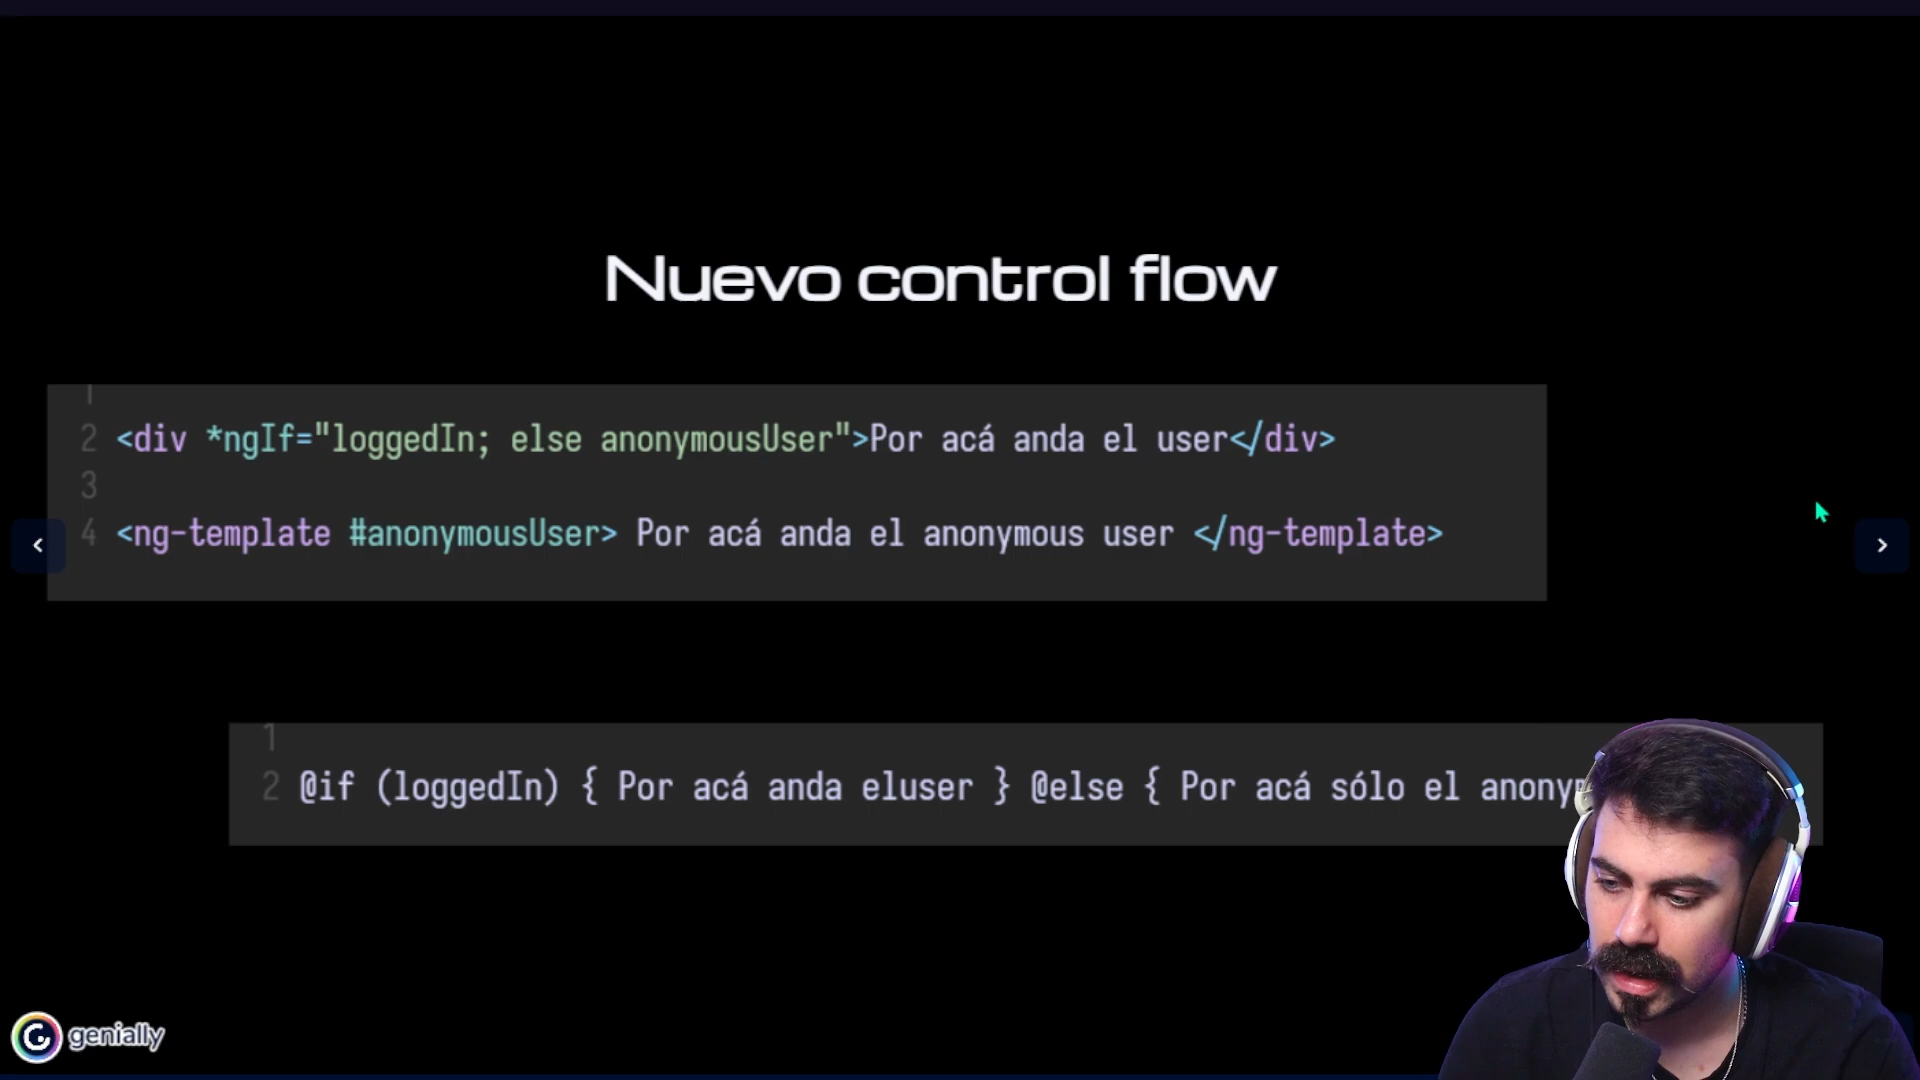 Nuevo control flow
1
2 <div *ngIf="loggedIn; else anonymousUser">Por acá anda el user</div>
3
4 <ng-template #anonymousUser> Por acá anda el anonymous user </ng-template>
1
2 @if (loggedIn) { Por acá anda eluser } @else { Por acá sólo el
genially